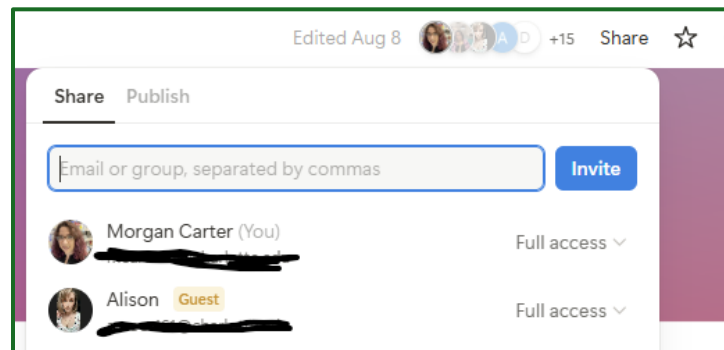 Edited Aug 8 A D +15 Share
Share Publish
Email or group, separated by commas Invite
Morgan Carter (You)
Full access
Alison Guest
Full access